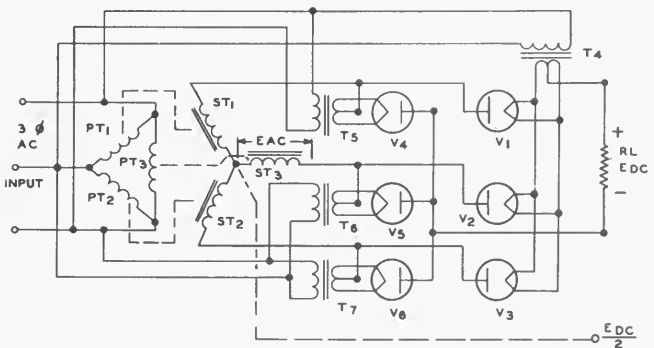 T4
3 Ø
AC
INPUT
PT1
PT3
PT2
ST1
EAC
ST3
ST2
T5
V4
V1
T6
V5
V2
T7
V6
V3
+
RL
EDC
-
EDC
2